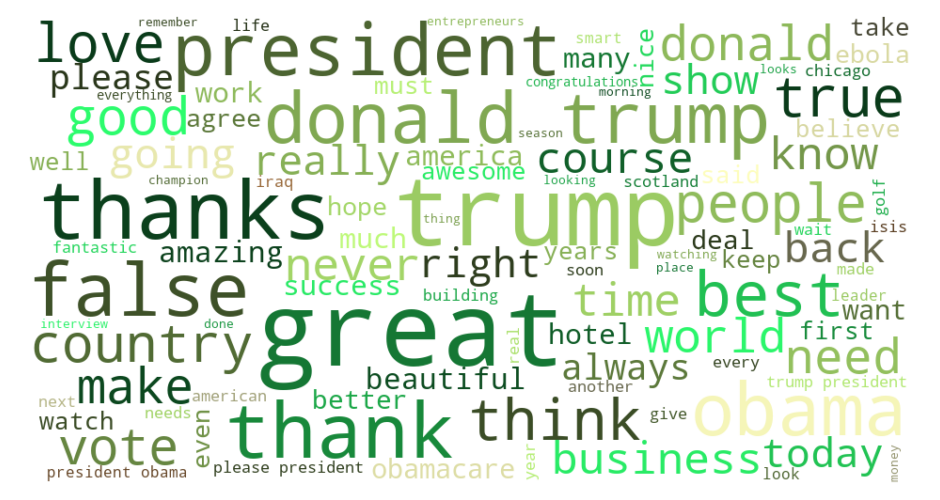 remember
life
entrepreneurs
take
love
president
many
smart
nice
donald
ebola
please
congratulations
show
looks
chicago
everything
work
must
morning
true
good
agree
donald
season
trump
believe
well
going
really
america
course
know
awesome
champion
iraq
looking
scotland
said
golf
thanks
hope
thing
trump
people
isis
fantastic
amazing
much
years
wait
deal
back
never
right
soon
watching
keep
place
made
false
success
building
time
best
leader
want
interview
done
great
hotel
world
first
country
real
always
every
need
make
beautiful
another
trump president
next
american
better
watch
needs
even
thank
think
give
obama
vote
president obama
please president
obamacare
year
business
today
look
money